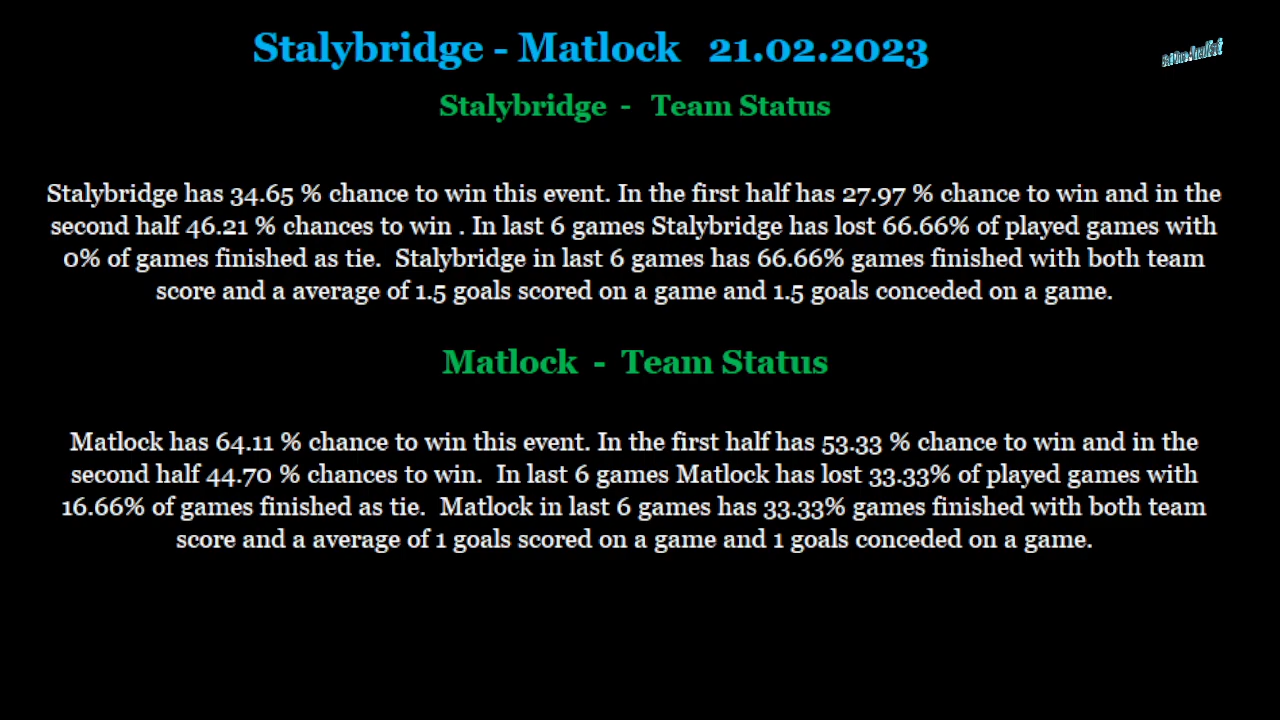 Stalybridge - Matlock 21.02.2023
Bet One Analyst
Stalybridge - Team Status
Stalybridge has 34.65 % chance to win this event. In the first half has 27.97 % chance to win and in the
second half 46.21 % chances to win . In last 6 games Stalybridge has lost 66.66% of played games with
0% of games finished as tie. Stalybridge in last 6 games has 66.66% games finished with both team
score and a average of 1.5 goals scored on a game and 1.5 goals conceded on a game.
Matlock - Team Status
Matlock has 64.11 % chance to win this event. In the first half has 53.33 % chance to win and in the
second half 44.70 % chances to win. In last 6 games Matlock has lost 33.33% of played games with
16.66% of games finished as tie. Matlock in last 6 games has 33.33% games finished with both team
score and a average of 1 goals scored on a game and 1 goals conceded on a game.